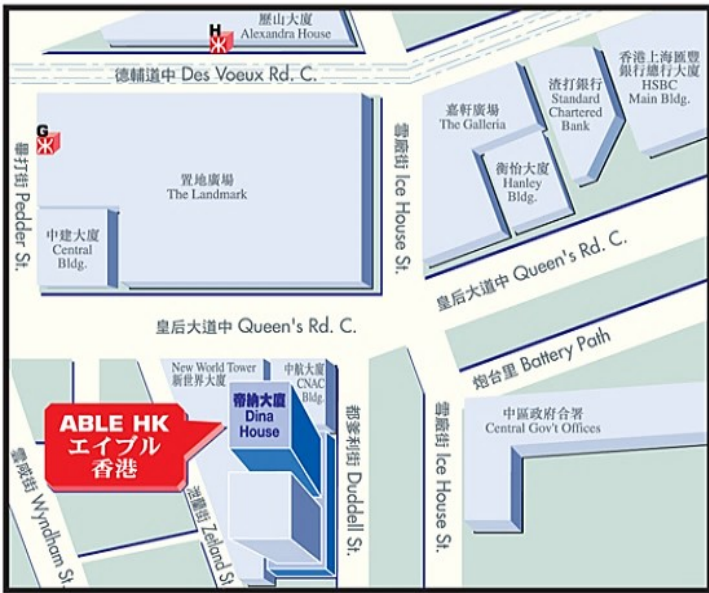 H
歷山大廈
Alexandra House
德輔道中 Des Voeux Rd. C.
G
畢打街 Pedder St.
置地廣場
The Landmark
中建大廈
Central
Bldg.
雪廠街 Ice House St.
嘉軒廣場
The Galleria
衡怡大廈
Hanley
Bldg.
渣打銀行
Standard
Chartered
Bank
香港上海匯豐
銀行總行大廈
HSBC
Main Bldg.
皇后大道中 Queen's Rd. C.
皇后大道中 Queen's Rd. C.
炮台里 Battery Path
New World Tower
新世界大廈
中航大廈
CNAC
Bldg.
帝納大廈
Dina
House
ABLE HK
エイブル
香港
雲咸街 Wyndham St.
泄蘭街 Zetland St.
都爹利街 Duddell St.
雪廠街 Ice House St.
中區政府合署
Central Gov't Offices